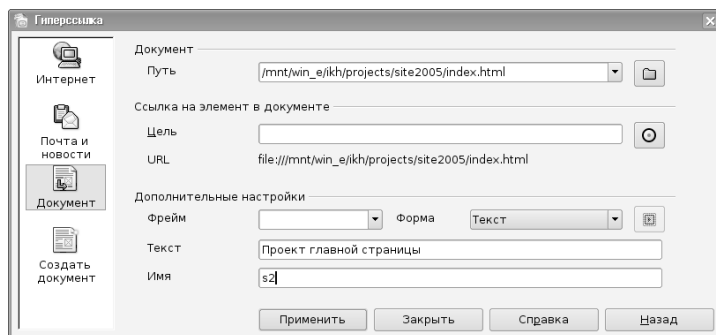 Гиперссылка
Интернет
Почта и
новости
Документ
Создать
документ
Документ
Путь /mnt/win_e/ikh/projects/site2005/index.html
Ссылка на элемент в документе
Цель
URL file:///mnt/win_e/ikh/projects/site2005/index.html
Дополнительные настройки
Фрейм Форма Текст
Текст Проект главной страницы
Имя s2
Применить Закрыть Справка Назад